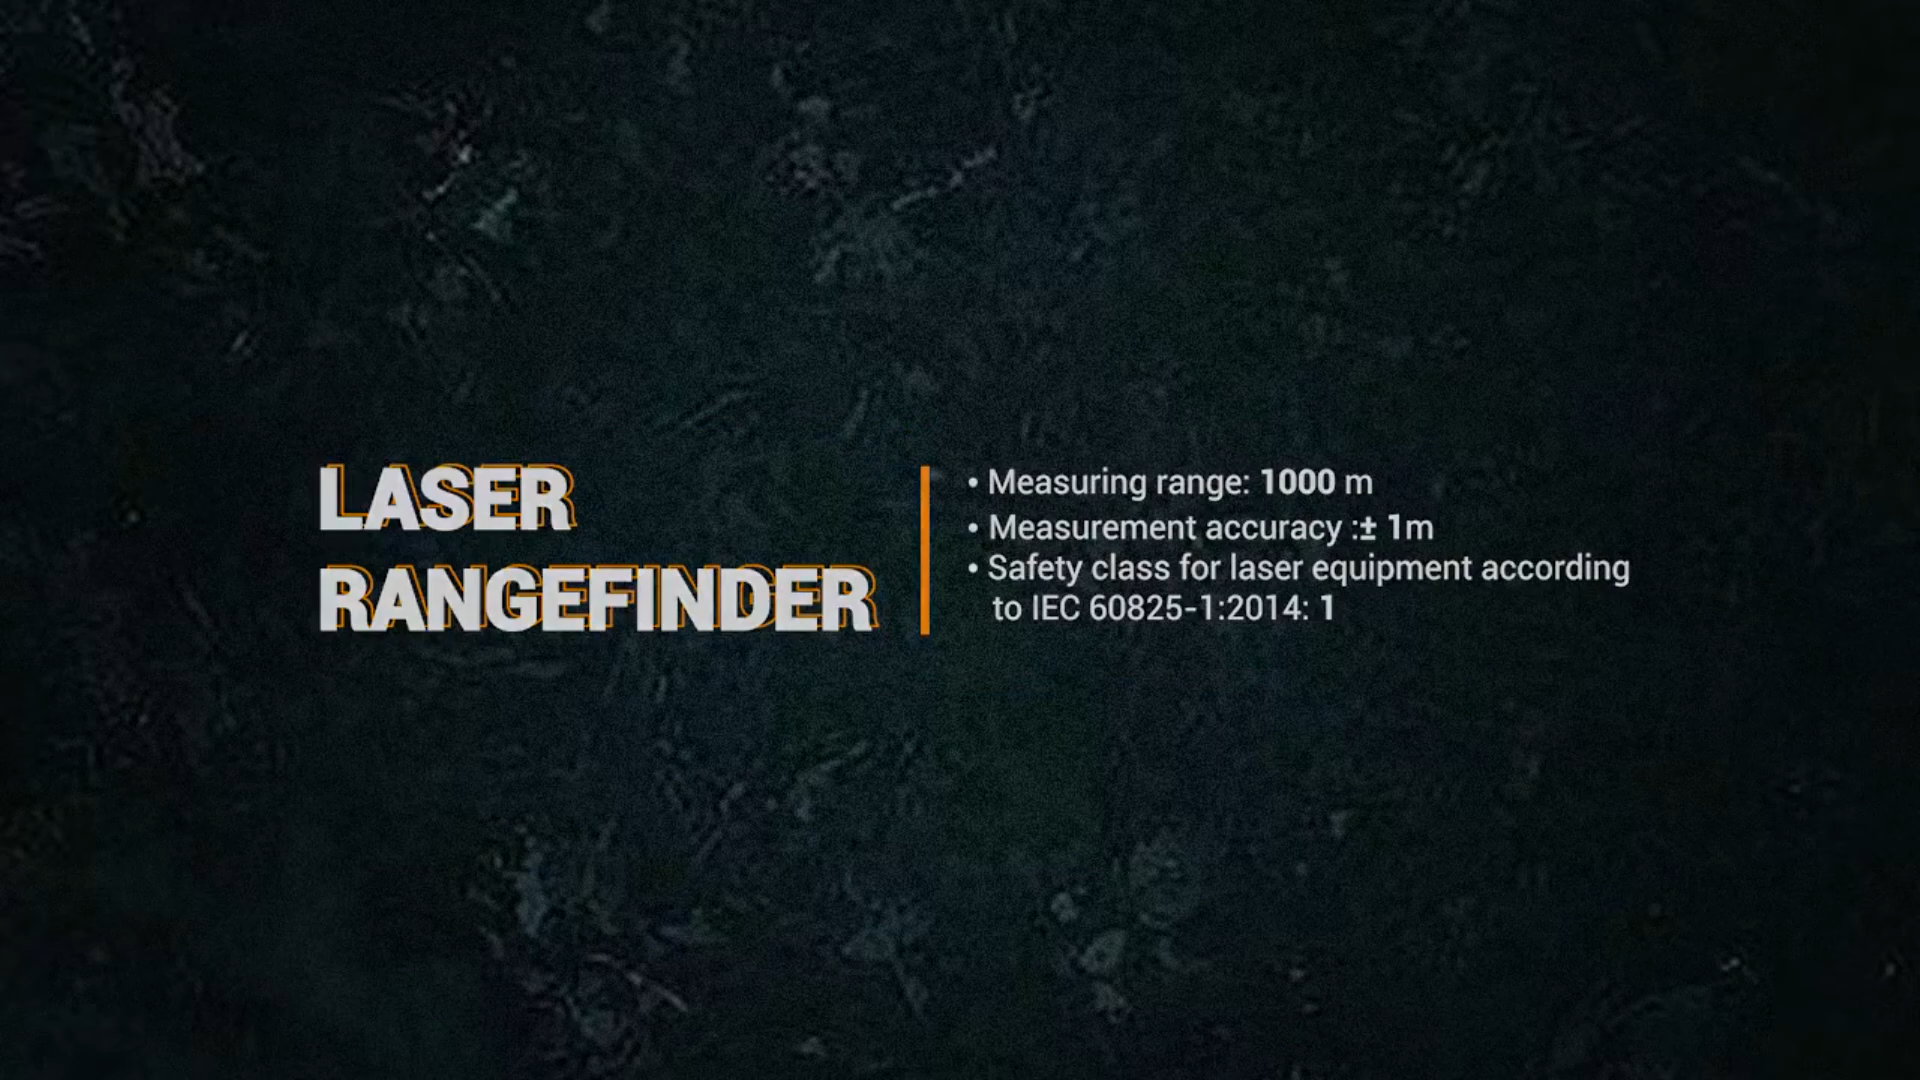 LASER
RANGEFINDER
• Measuring range: 1000 m
• Measurement accuracy :± 1m
• Safety class for laser equipment according
to IEC 60825-1:2014: 1